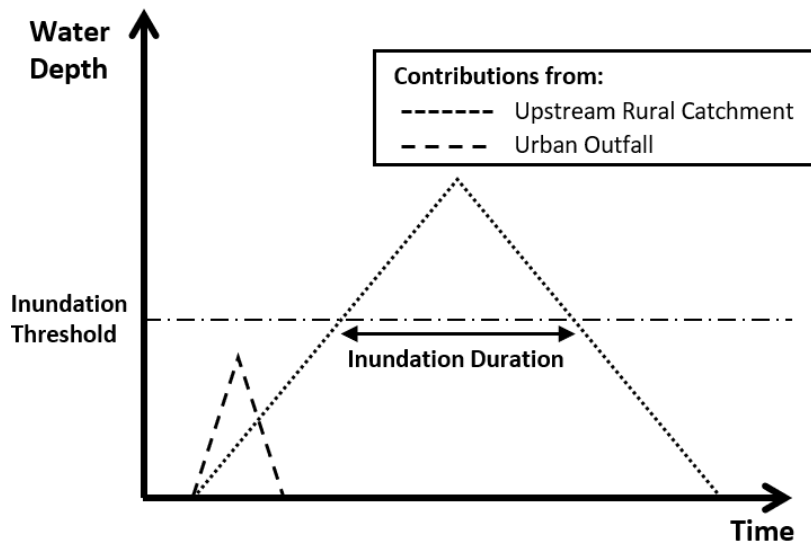 Water
Depth
Contributions from:
Upstream Rural Catchment
Urban Outfall
Inundation
Threshold
Inundation Duration
Time